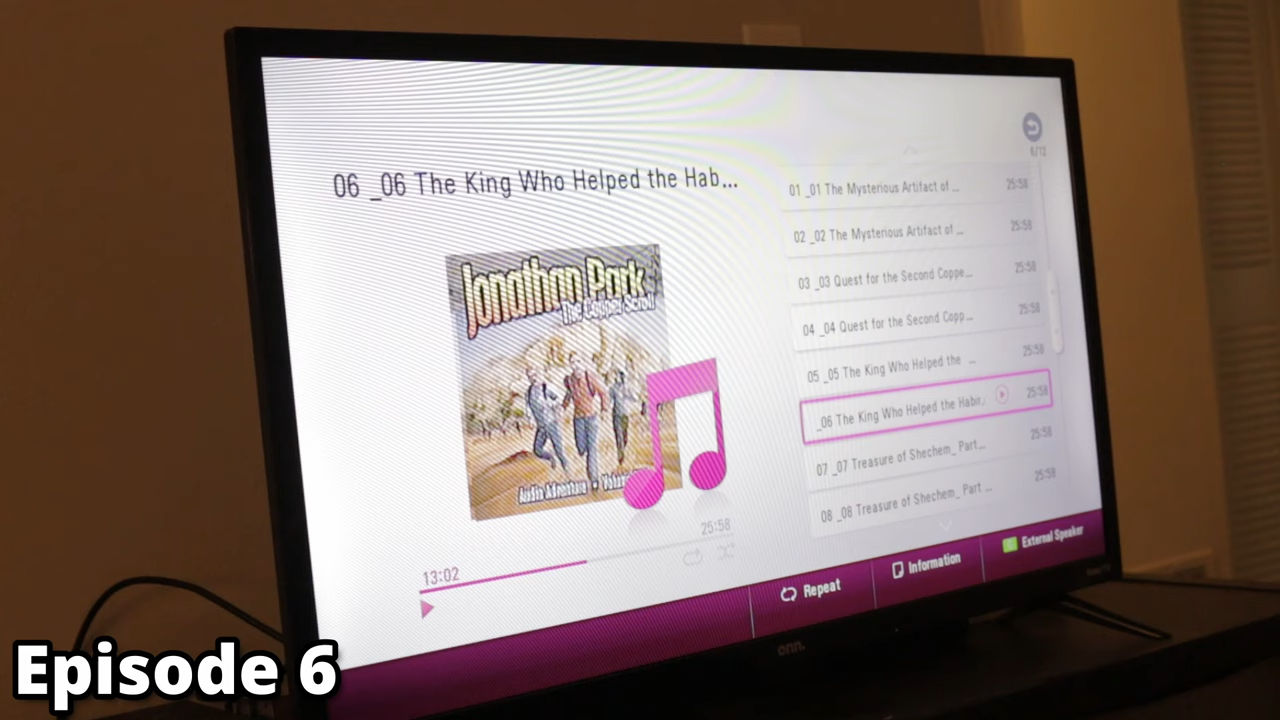 6/12
06 _06 The King Who Helped the Hab...
Jonathan Park
The Copper Scroll
Audio Adventure •
25:58
13:02
01 _01 The Mysterious Artifact of ... 25:58
02 _02 The Mysterious Artifact of ... 25:58
03 _03 Quest for the Second Coppe... 25:58
04 _04 Quest for the Second Copp... 25:58
05 _05 The King Who Helped the ... 25:58
_06 The King Who Helped the Habir 25:58
07 _07 Treasure of Shechem_ Part... 25:58
08 _08 Treasure of Shechem_ Part ... 25:58
Repeat
Information
External Speaker
onn.
Episode 6